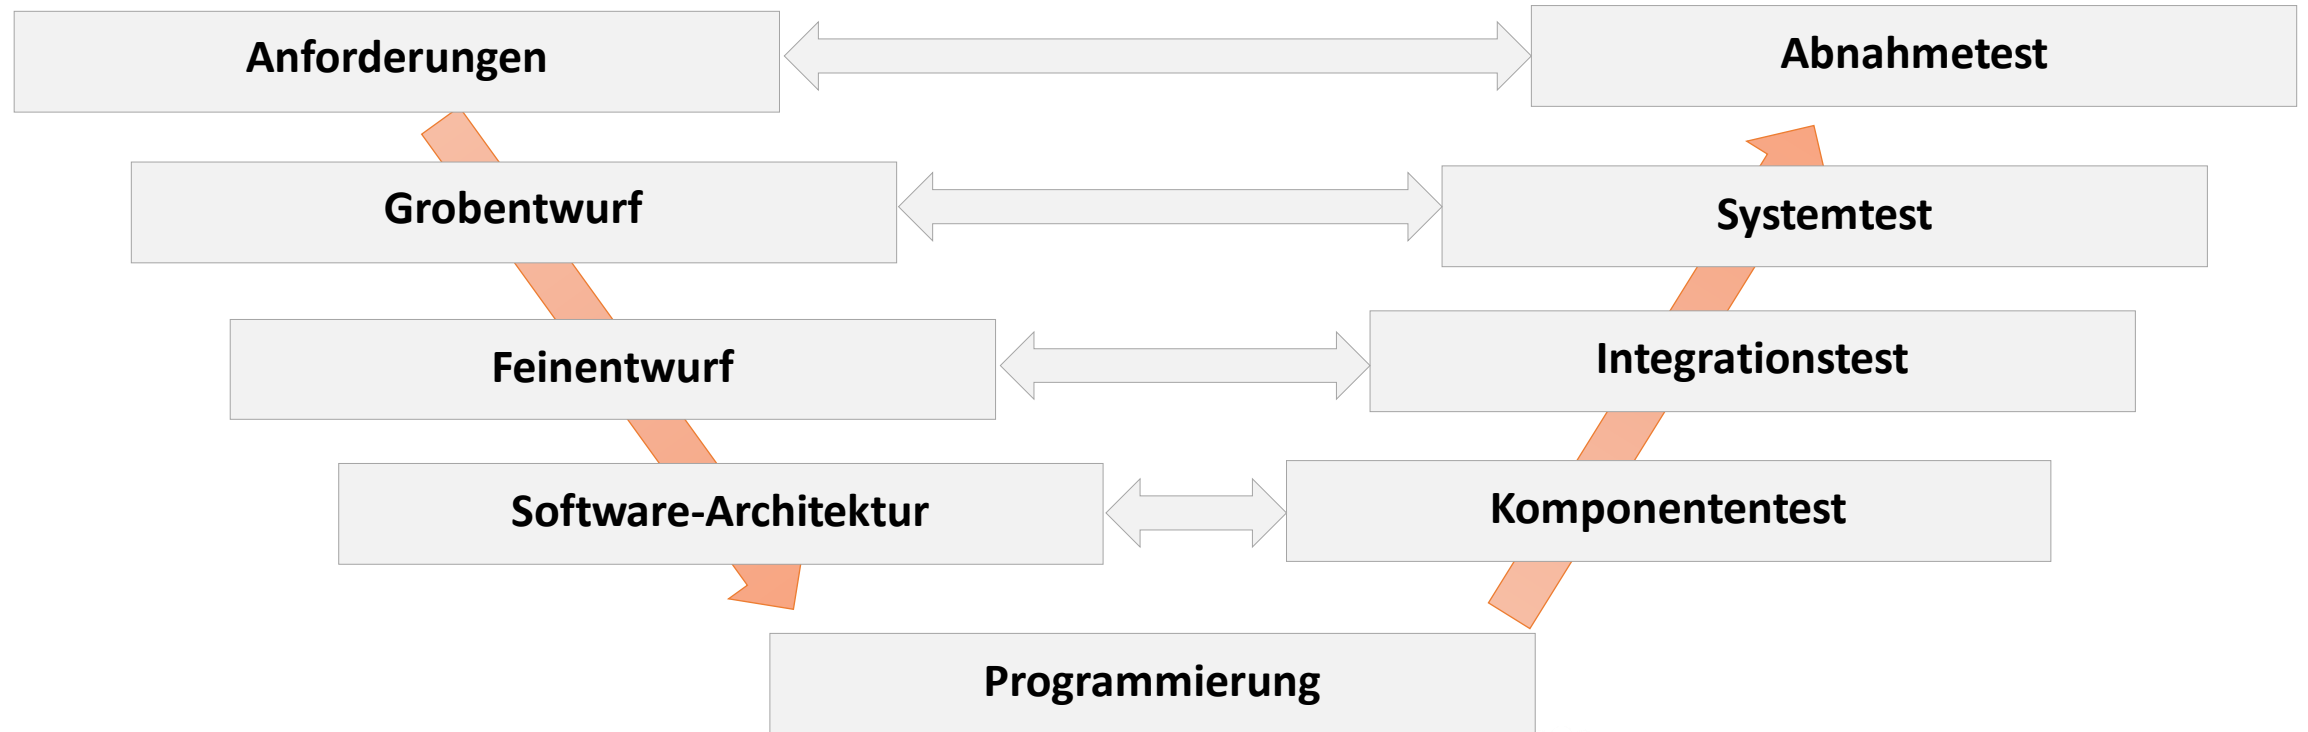 Anforderungen
Abnahmetest
Grobentwurf
Systemtest
Feinentwurf
Integrationstest
Software-Architektur
Komponententest
Programmierung